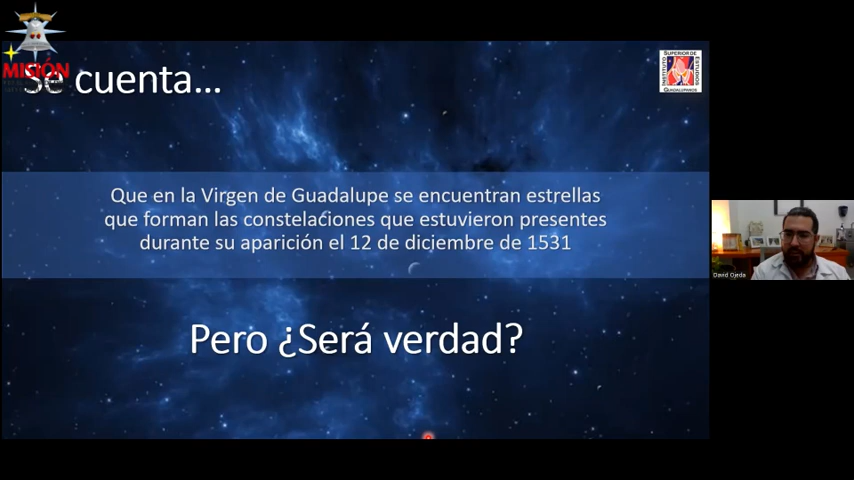 MISIÓN
Se cuenta...
SUPERIOR DE
INSTITUTO
ESTUDIOS
GUADALUPANOS
Que en la Virgen de Guadalupe se encuentran estrellas
que forman las constelaciones que estuvieron presentes
durante su aparición el 12 de diciembre de 1531
Pero ¿Será verdad?
David Ojeda